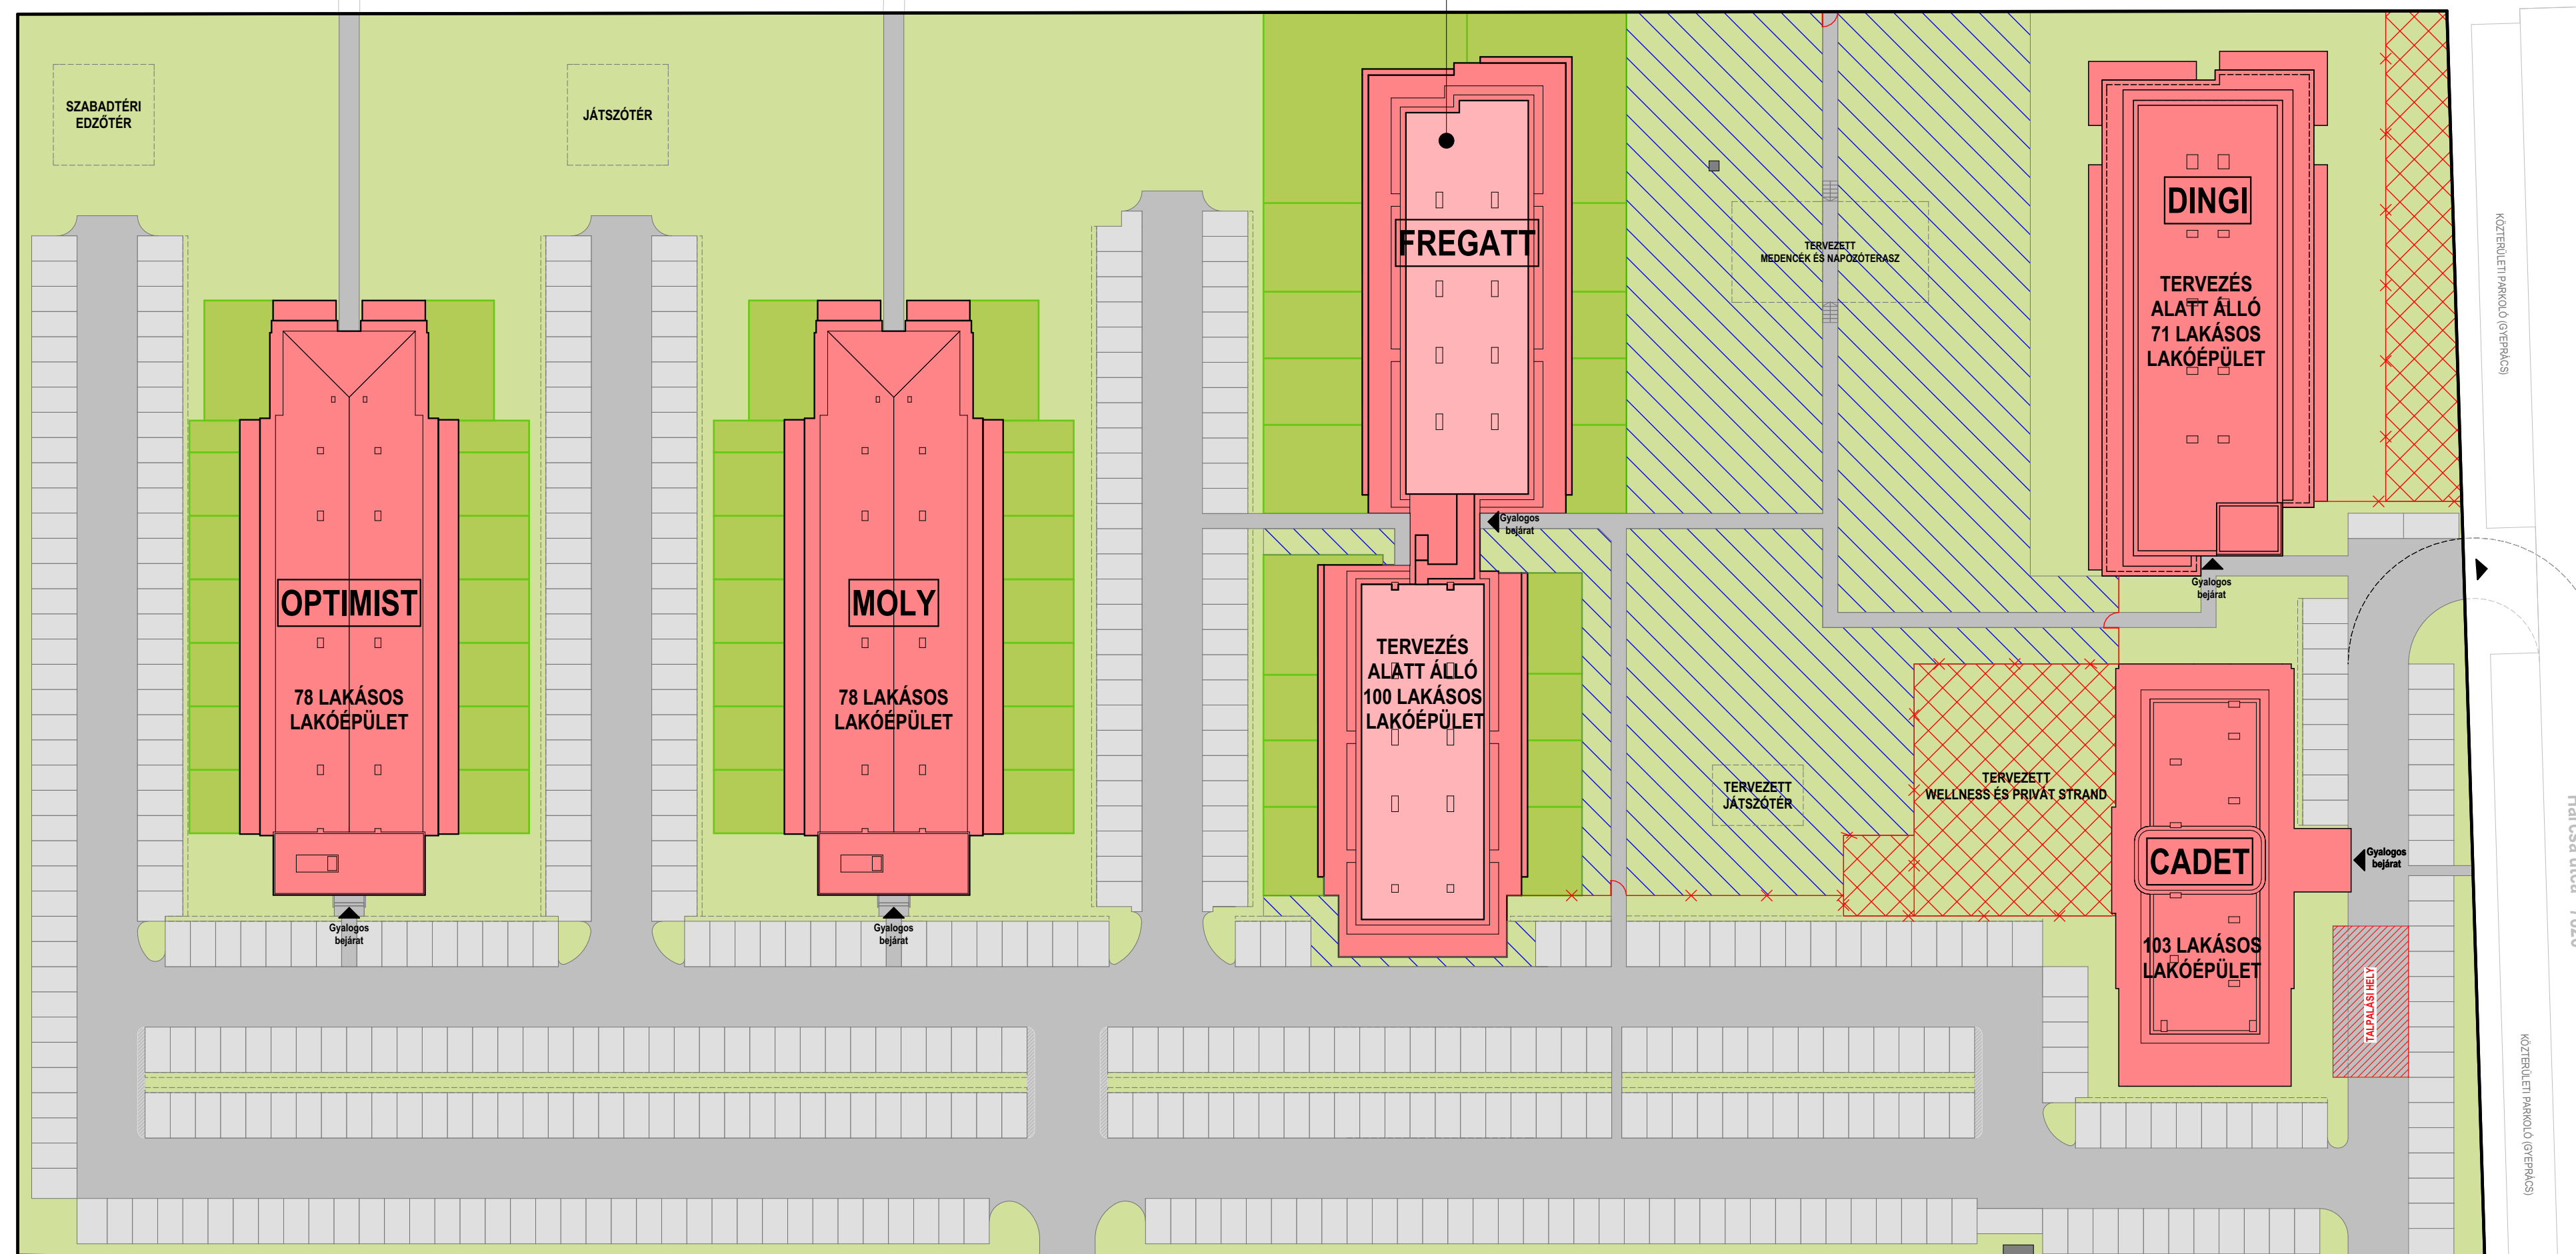 SZABADTÉRI
EDZŐTÉR
JÁTSZÓTÉR
OPTIMIST
78 LAKÁSOS
LAKÓÉPÜLET
Gyalogos
bejárat
MOLY
78 LAKÁSOS
LAKÓÉPÜLET
Gyalogos
bejárat
FREGATT
Gyalogos
bejárat
TERVEZÉS
ALATT ÁLLÓ
100 LAKÁSOS
LAKÓÉPÜLET
TERVEZETT
MEDENCÉK ÉS NAPOZÓTERASZ
TERVEZETT
JÁTSZÓTÉR
TERVEZETT
WELLNESS ÉS PRIVÁT STRAND
DINGI
TERVEZÉS
ALATT ÁLLÓ
71 LAKÁSOS
LAKÓÉPÜLET
Gyalogos
bejárat
CADET
103 LAKÁSOS
LAKÓÉPÜLET
Gyalogos
bejárat
TALPALÁSI HELY
KÖZTERÜLETI PARKOLÓ (GYEPRÁCS)
KÖZTERÜLETI PARKOLÓ (GYEPRÁCS)